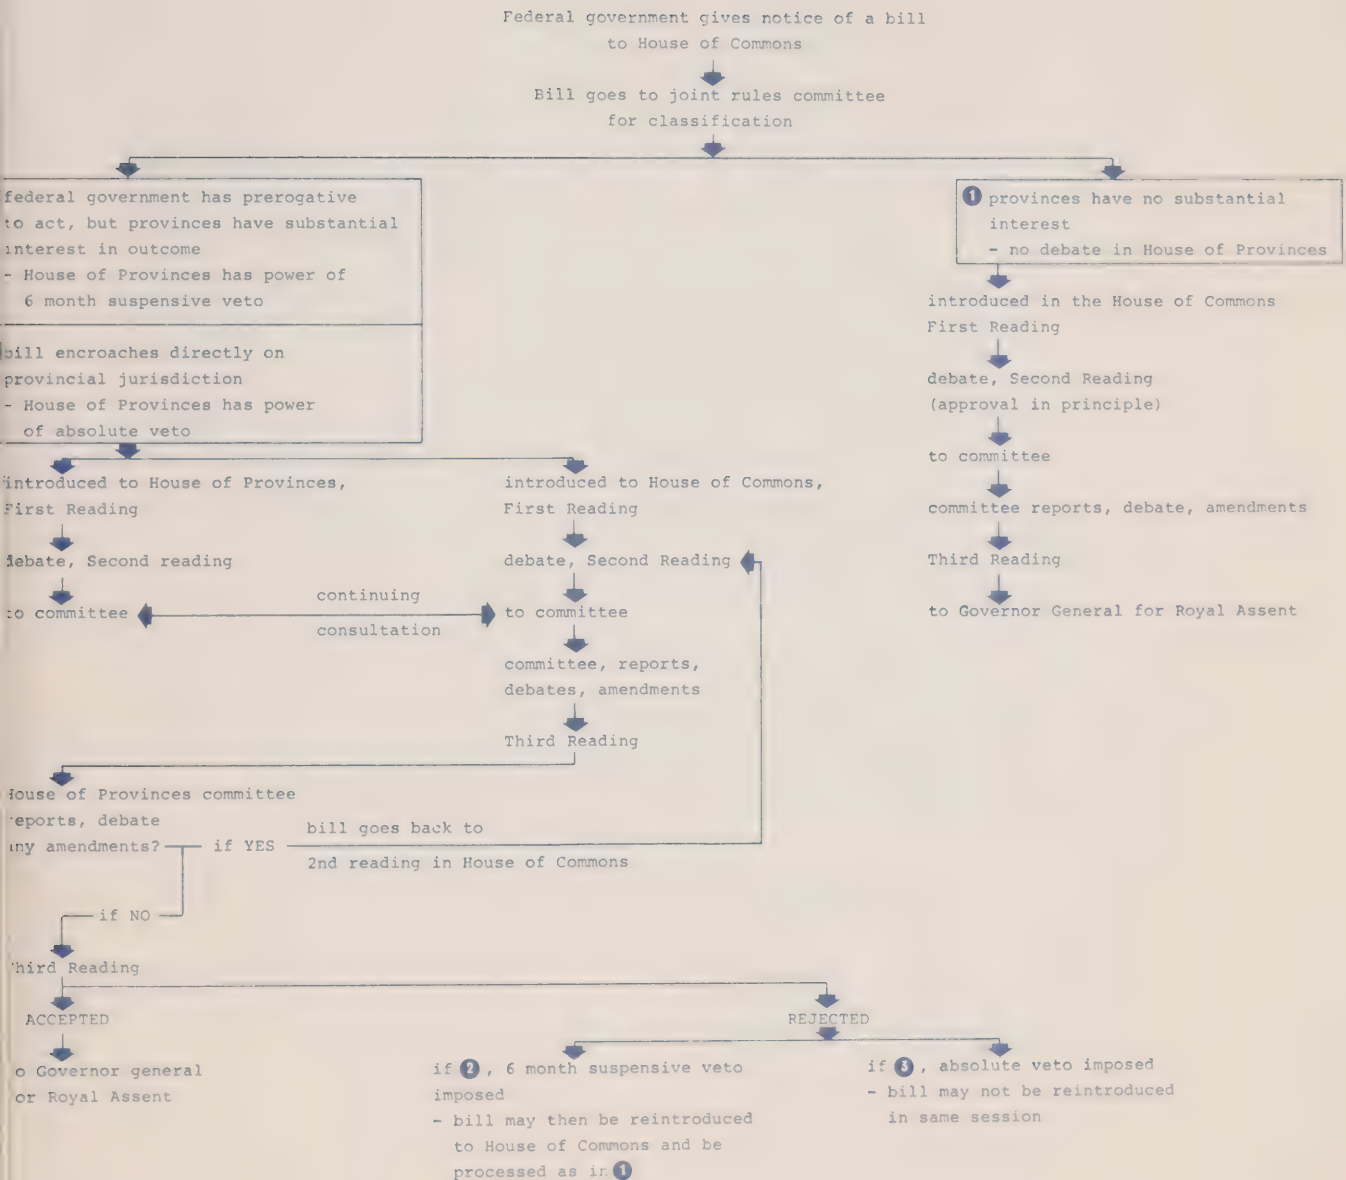 Federal government gives notice of a bill
to House of Commons
Bill goes to joint rules committee
for classification
federal government has prerogative
to act, but provinces have substantial
interest in outcome
- House of Provinces has power of
6 month suspensive veto
bill encroaches directly on
provincial jurisdiction
- House of Provinces has power
of absolute veto
1 provinces have no substantial
interest
- no debate in House of Provinces
introduced in the House of Commons
First Reading
debate, Second Reading
(approval in principle)
to committee
committee reports, debate, amendments
Third Reading
to Governor General for Royal Assent
introduced to House of Provinces,
First Reading
debate, Second reading
to committee
continuing
consultation
introduced to House of Commons,
First Reading
debate, Second Reading
to committee
committee, reports,
debates, amendments
Third Reading
House of Provinces committee
reports, debate
any amendments?
if YES
bill goes back to
2nd reading in House of Commons
if NO
Third Reading
ACCEPTED
REJECTED
o Governor general
or Royal Assent
if 2, 6 month suspensive veto
imposed
- bill may then be reintroduced
to House of Commons and be
processed as in 1
if 3, absolute veto imposed
- bill may not be reintroduced
in same session